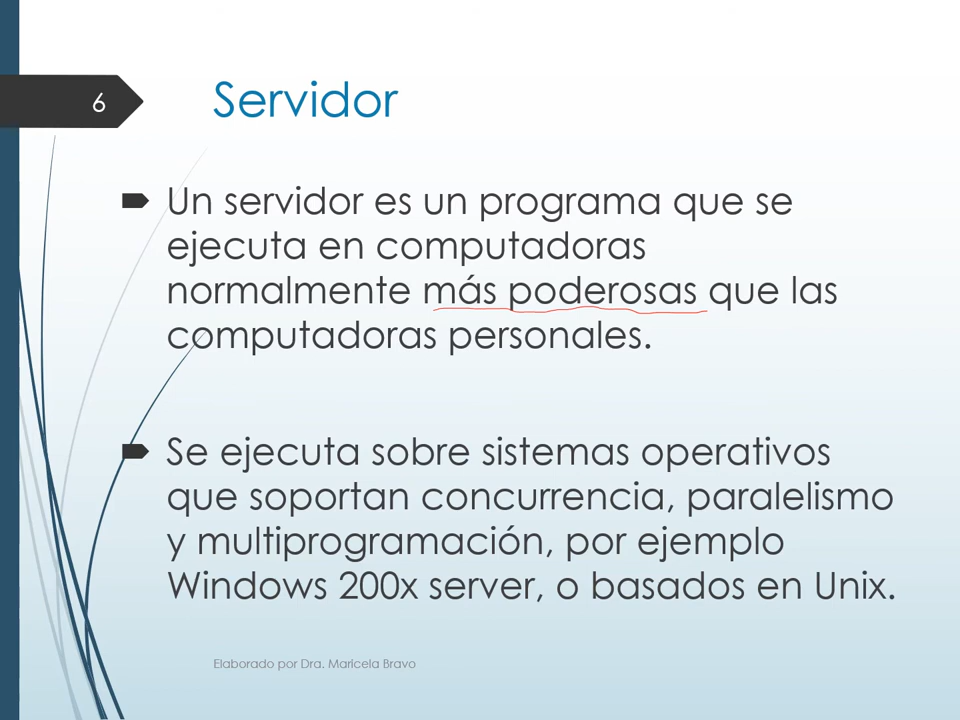 6
Servidor
Un servidor es un programa que se
ejecuta en computadoras
normalmente más poderosas que las
computadoras personales.
Se ejecuta sobre sistemas operativos
que soportan concurrencia, paralelismo
y multiprogramación, por ejemplo
Windows 200x server, o basados en Unix.
Elaborado por Dra. Maricela Bravo